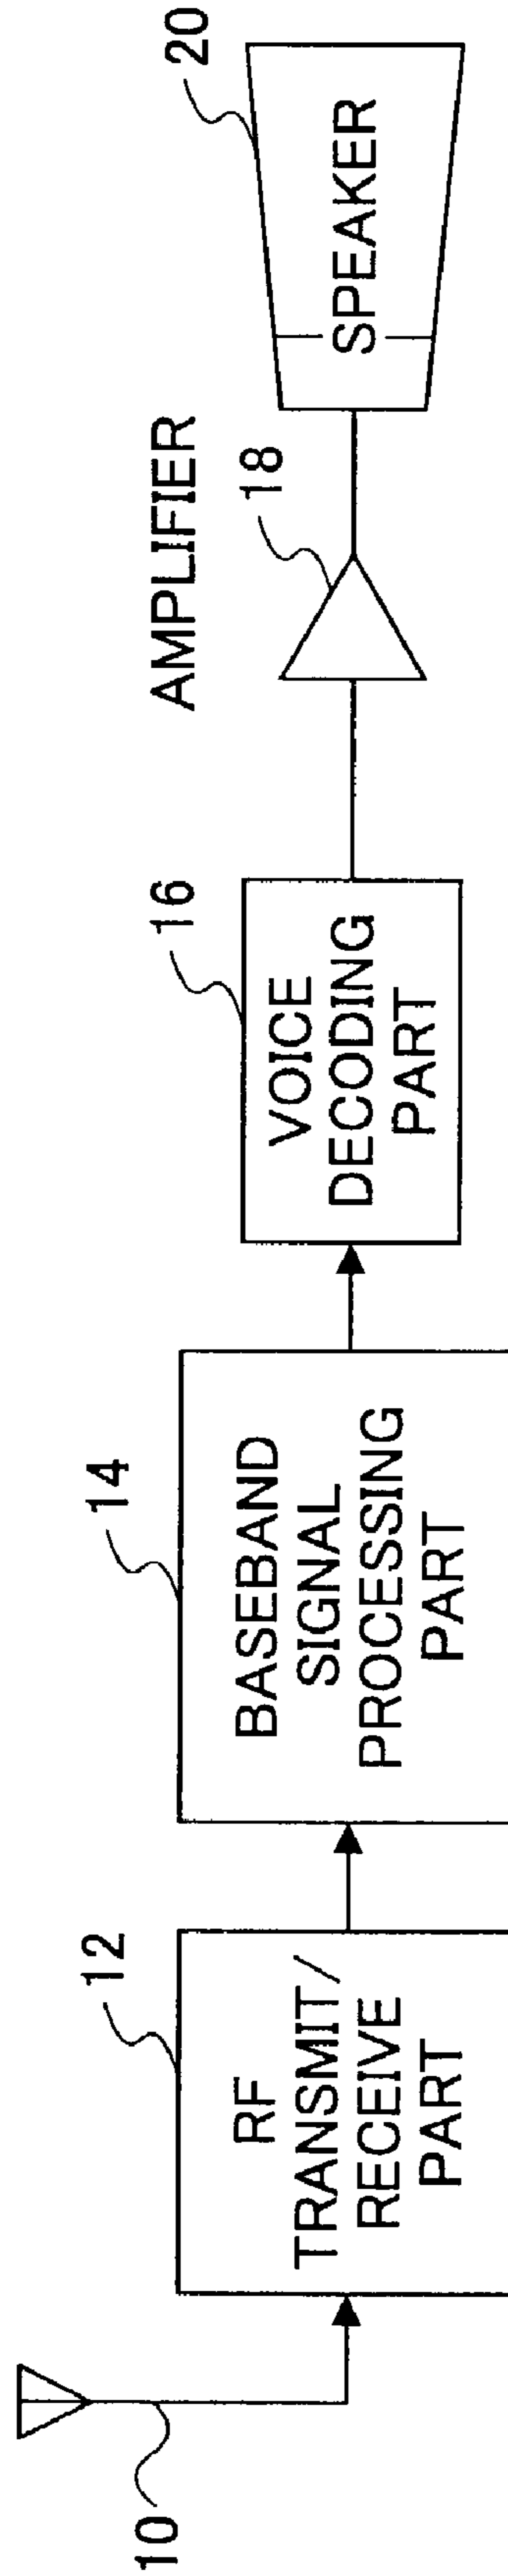 10
12
RF
TRANSMIT/
RECEIVE
PART
14
BASEBAND
SIGNAL
PROCESSING
PART
16
VOICE
DECODING
PART
AMPLIFIER
18
20
SPEAKER